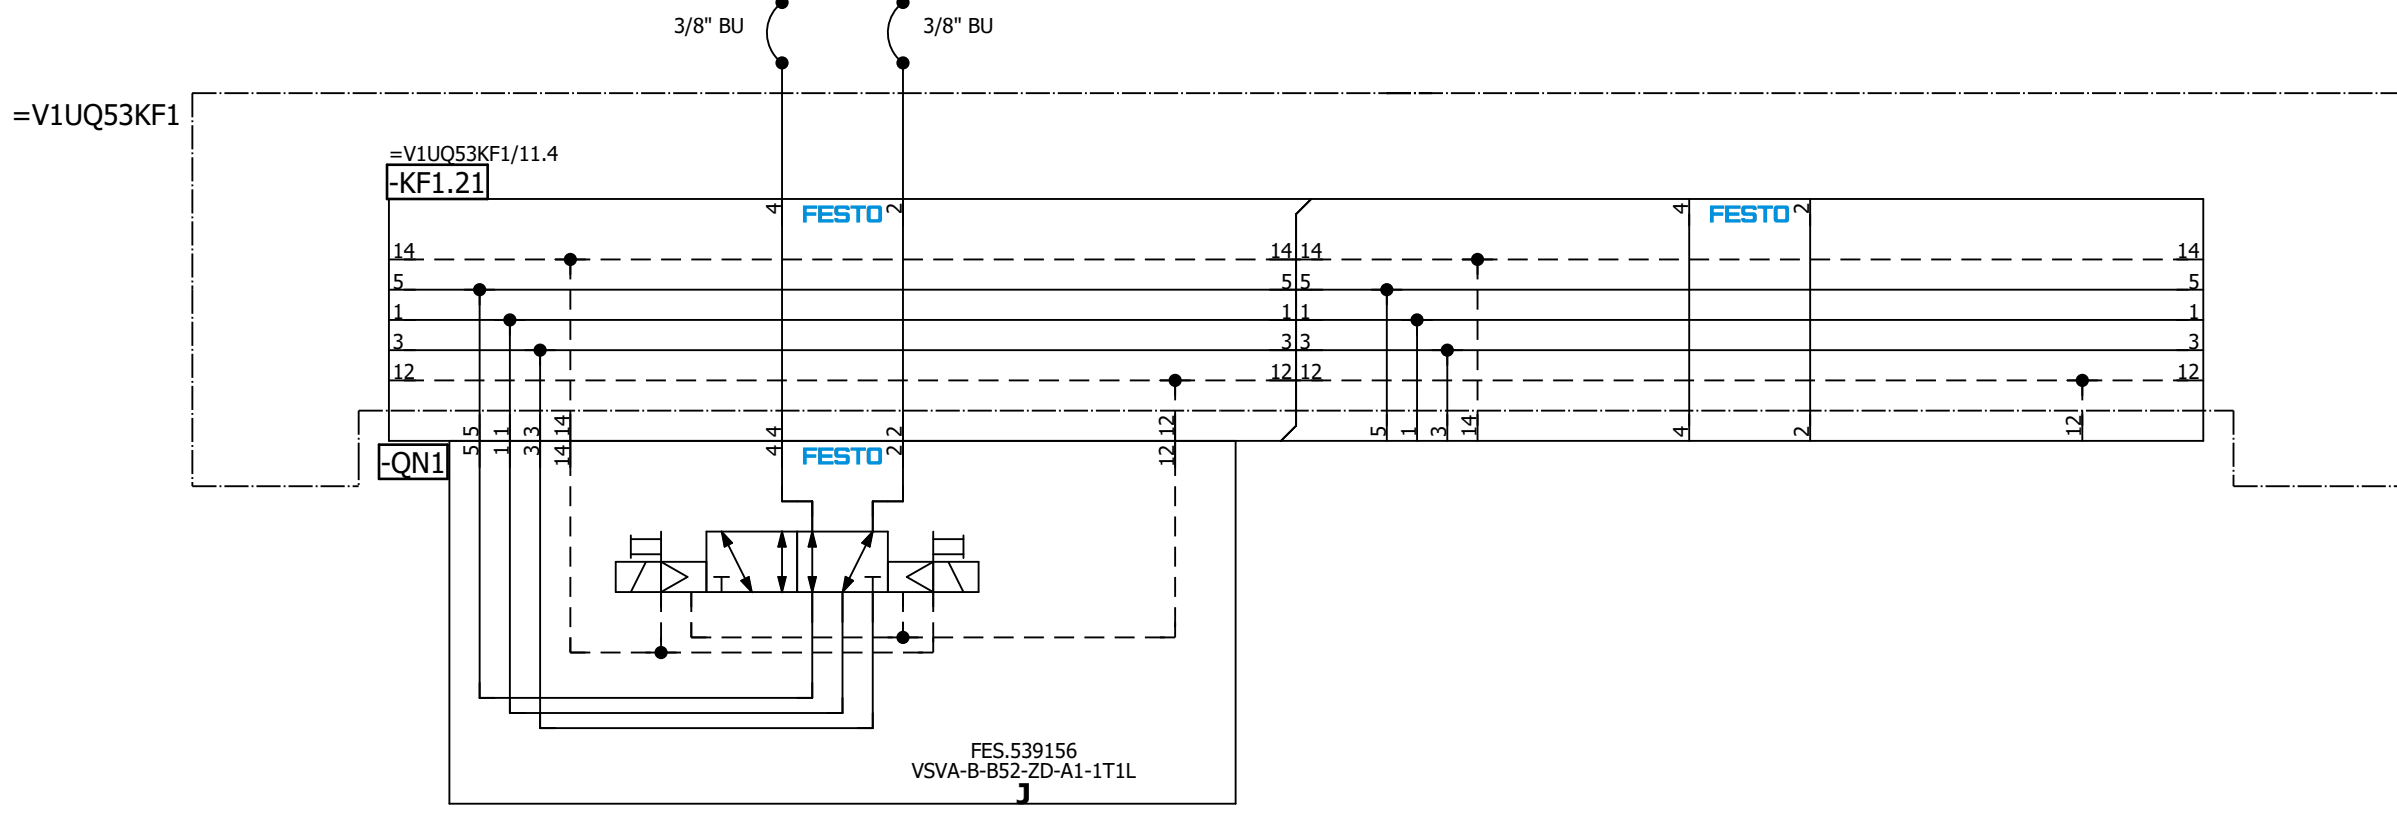 3/8" BU 3/8" BU
=V1UQ53KF1
=V1UQ53KF1/11.4
-KF1.21
4 FESTO 2 4 FESTO 2
14 14 14 14
5 5 5 5
1 1 1 1
3 3 3 3
12 12 12 12
5 1 3 14 4 2 12 5 1 3 14 4 2 12
-QN1
5 1 3 14 4 FESTO 2 12
FES.539156
VSVA-B-B52-ZD-A1-1T1L
J